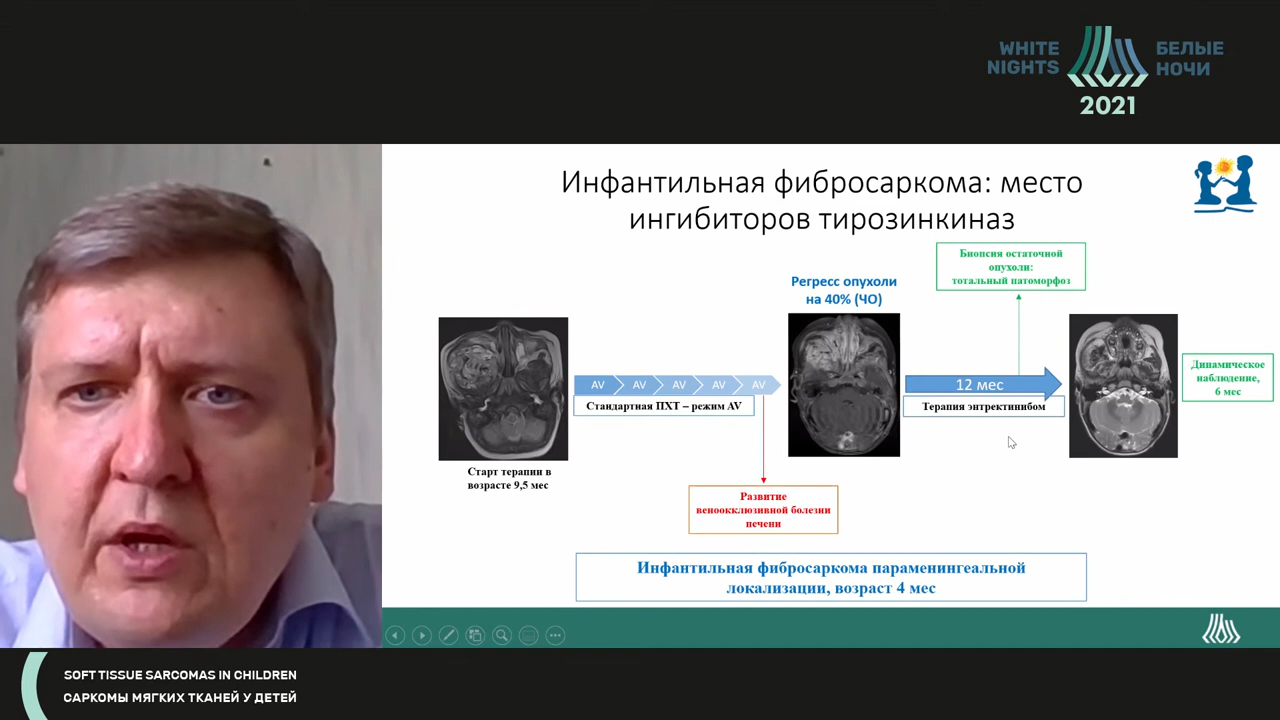 WHITE
NIGHTS
БЕЛЫЕ
НОЧИ
2021
Инфантильная фибросаркома: место
ингибиторов тирозинкиназ
Биопсия остаточной
опухоли:
тотальный патоморфоз
Регресс опухоли
на 40% (ЧО)
AV AV AV AV AV
Стандартная ПХТ – режим AV
12 мес
Терапия энтректинибом
Динамическое
наблюдение,
6 мес
Старт терапии в
возрасте 9,5 мес
Развитие
веноокклюзивной болезни
печени
Инфантильная фибросаркома параменингеальной
локализации, возраст 4 мес
SOFT TISSUE SARCOMAS IN CHILDREN
САРКОМЫ МЯГКИХ ТКАНЕЙ У ДЕТЕЙ